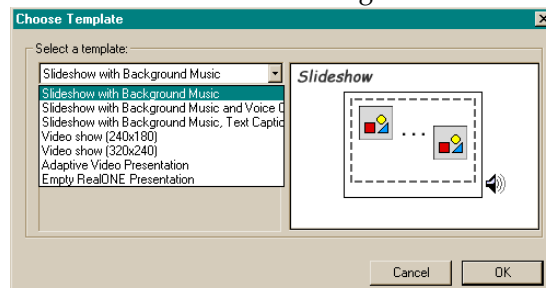 Choose Template
Select a template:
Slideshow with Background Music
Slideshow with Background Music
Slideshow with Background Music and Voice
Slideshow with Background Music, Text Captio
Video show (240x180)
Video show (320x240)
Adaptive Video Presentation
Empty RealONE Presentation
Slideshow
...
Cancel
OK